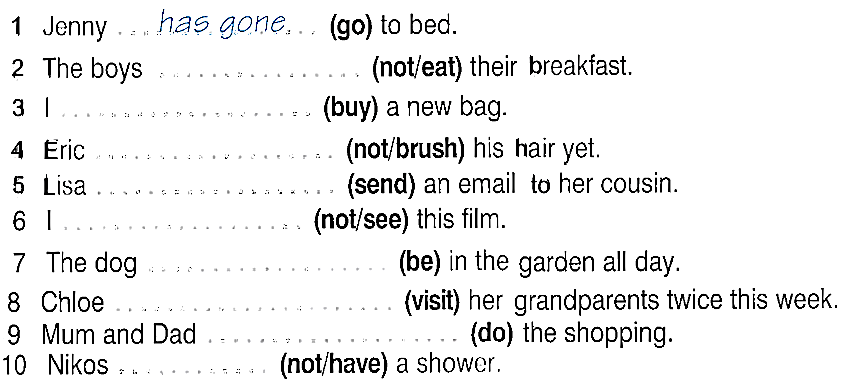 1 Jenny ... has gone ... (go) to bed.
2 The boys .................. (not/eat) their breakfast.
3 I .................... (buy) a new bag.
4 Eric ...................... (not/brush) his hair yet.
5 Lisa ...................... (send) an email to her cousin.
6 I ...................... (not/see) this film.
7 The dog ...................... (be) in the garden all day.
8 Chloe .......................... (visit) her grandparents twice this week.
9 Mum and Dad ...................... (do) the shopping.
10 Nikos .............. (not/have) a shower.